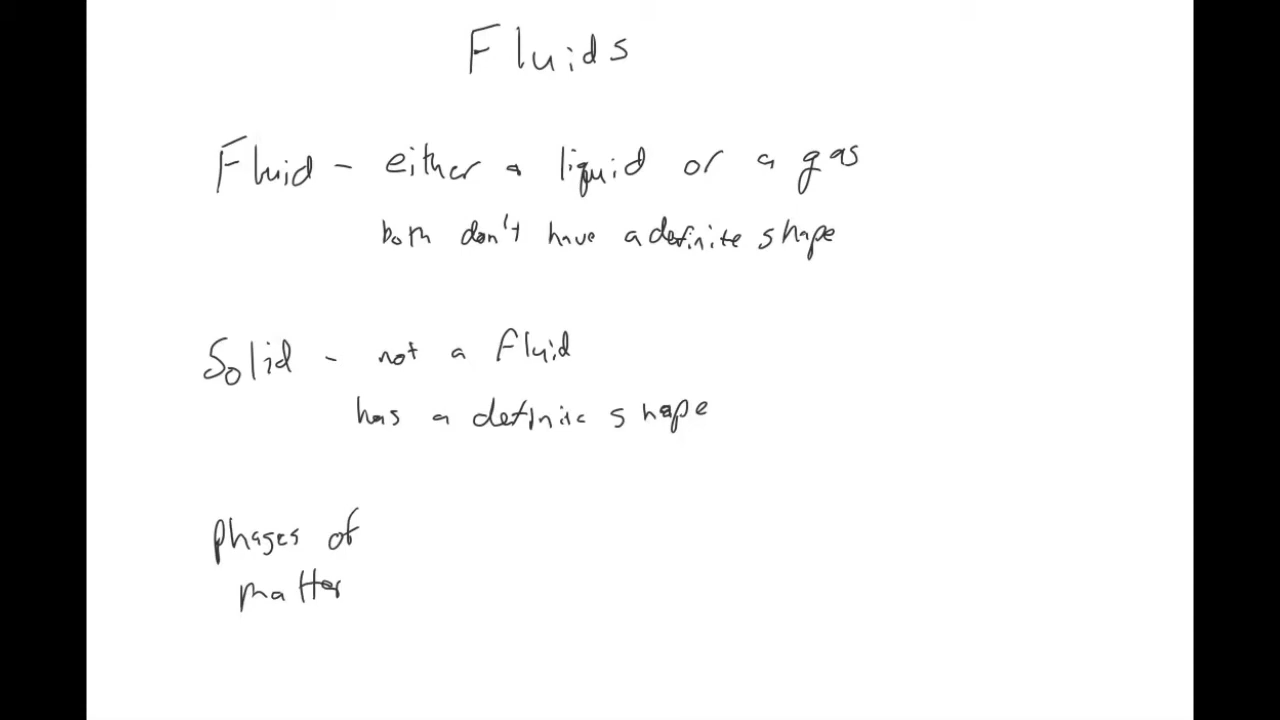 Fluids
Fluid - either a liquid or a gas
both don't have a definite shape
Solid - not a fluid
has a definite shape
phases of
matter